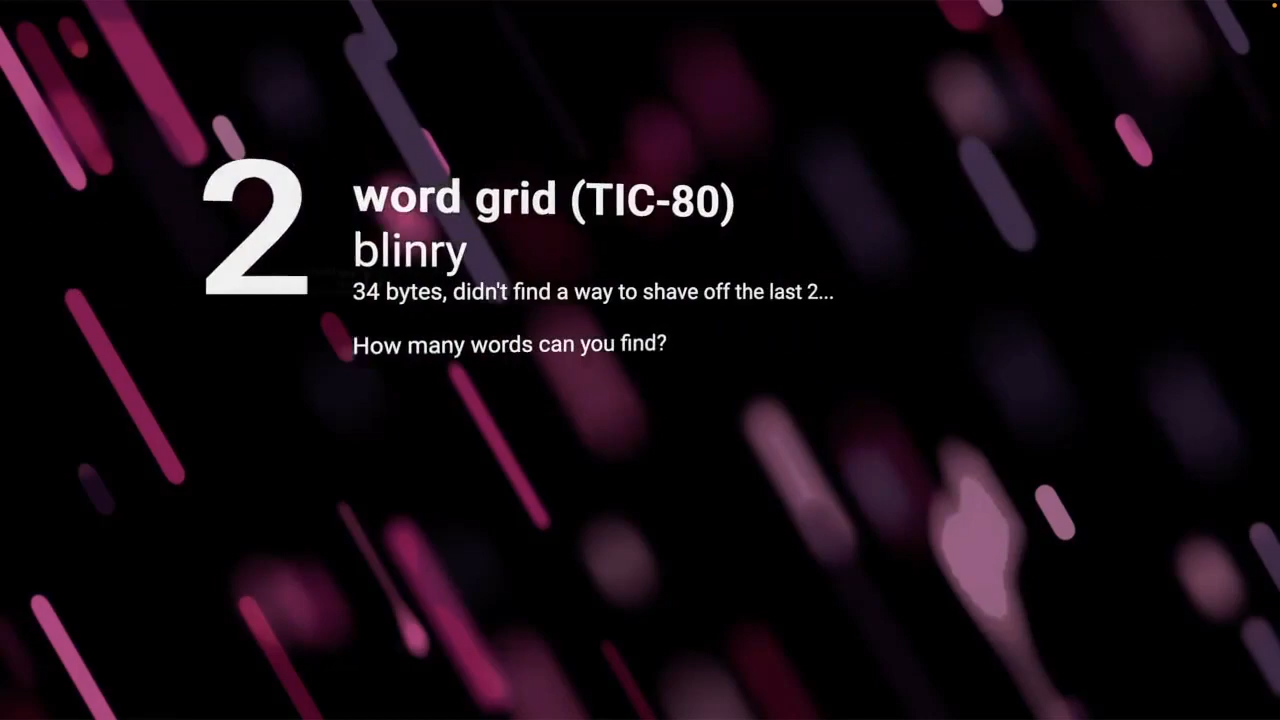 2
word grid (TIC-80)
blinry
34 bytes, didn't find a way to shave off the last 2...
How many words can you find?